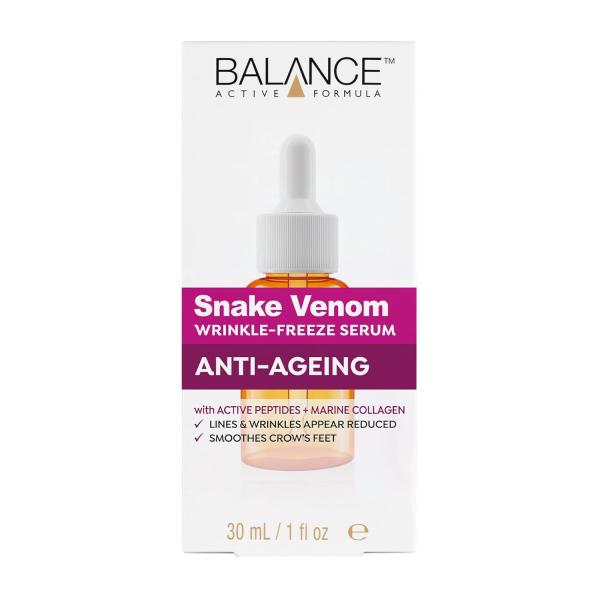 BALANCE™
ACTIVE FORMULA
Snake Venom
WRINKLE-FREEZE SERUM
ANTI-AGEING
with ACTIVE PEPTIDES + MARINE COLLAGEN
✓ LINES & WRINKLES APPEAR REDUCED
✓ SMOOTHES CROW'S FEET
30 mL / 1 fl oz ℮